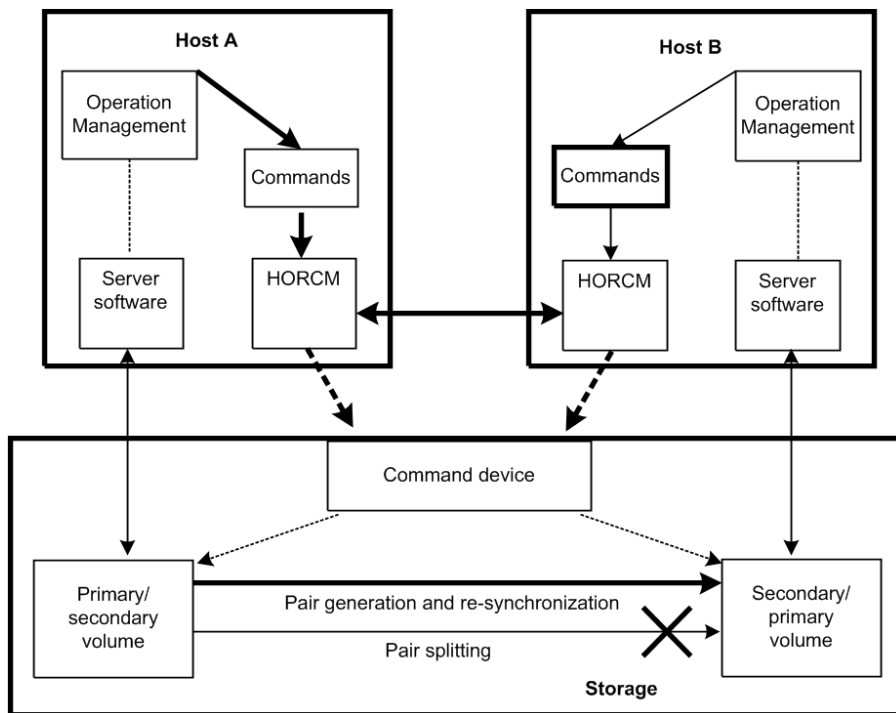 Host A
Host B
Operation
Management
Operation
Management
Commands
Commands
Server
software
HORCM
HORCM
Server
software
Command device
Primary/
secondary
volume
Pair generation and re-synchronization
Pair splitting
Secondary/
primary
volume
Storage